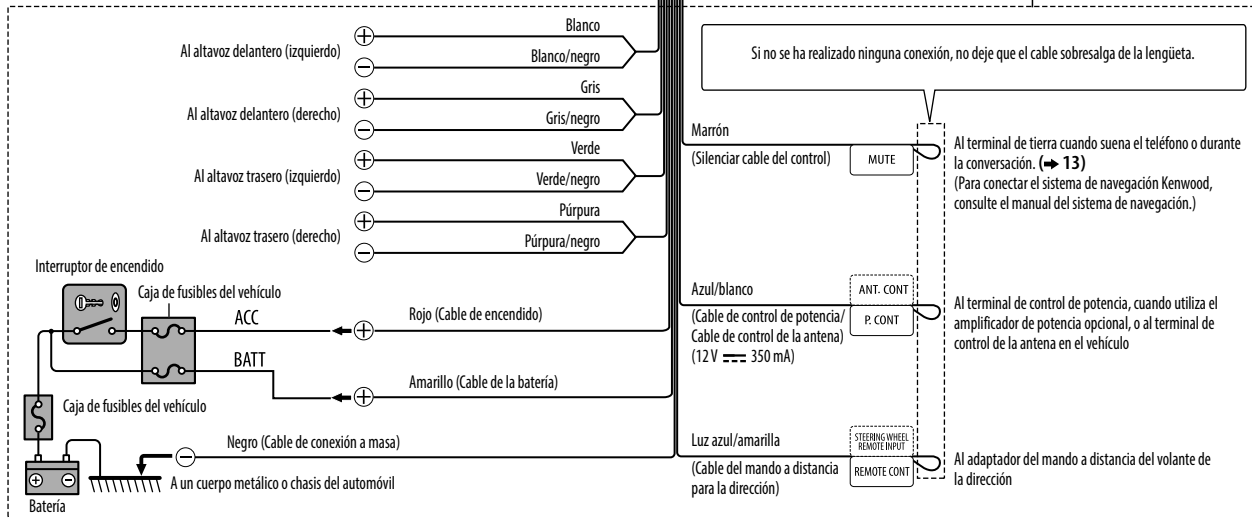 Al altavoz delantero (izquierdo)
Blanco
Blanco/negro
Al altavoz delantero (derecho)
Gris
Gris/negro
Al altavoz trasero (izquierdo)
Verde
Verde/negro
Al altavoz trasero (derecho)
Púrpura
Púrpura/negro
Interruptor de encendido
Caja de fusibles del vehículo
ACC
Rojo (Cable de encendido)
BATT
Amarillo (Cable de la batería)
Caja de fusibles del vehículo
Negro (Cable de conexión a masa)
A un cuerpo metálico o chasis del automóvil
Batería
Si no se ha realizado ninguna conexión, no deje que el cable sobresalga de la lengüeta.
Marrón
(Silenciar cable del control)
MUTE
Al terminal de tierra cuando suena el teléfono o durante
la conversación. (➡ 13)
(Para conectar el sistema de navegación Kenwood,
consulte el manual del sistema de navegación.)
Azul/blanco
(Cable de control de potencia/
Cable de control de la antena)
(12 V ⎓ 350 mA)
ANT. CONT
P. CONT
Al terminal de control de potencia, cuando utiliza el
amplificador de potencia opcional, o al terminal de
control de la antena en el vehículo
Luz azul/amarilla
(Cable del mando a distancia
para la dirección)
STEERING WHEEL
REMOTE INPUT
REMOTE CONT
Al adaptador del mando a distancia del volante de
la dirección